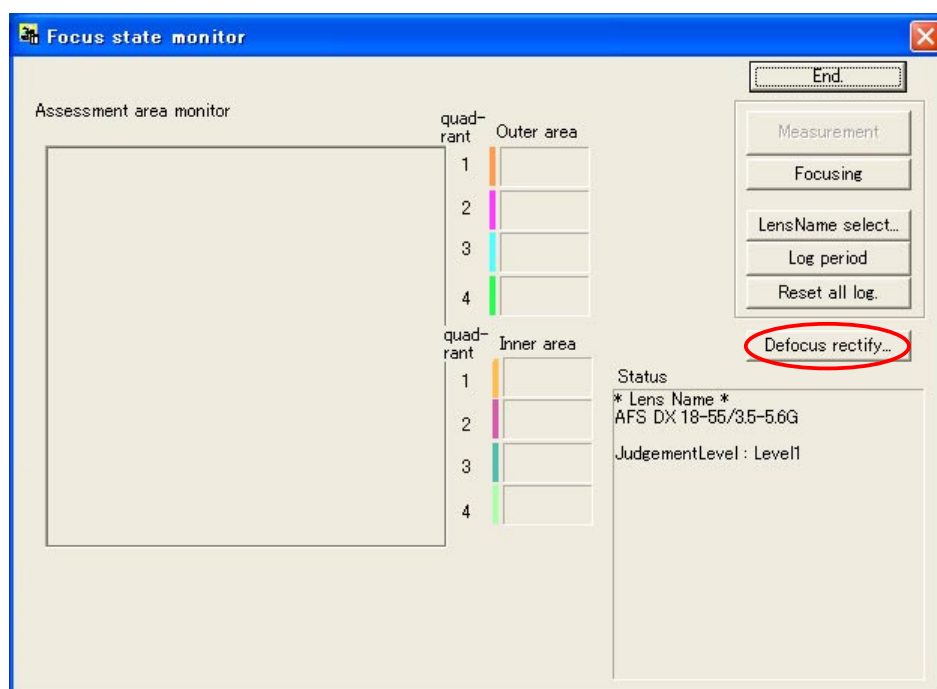 Focus state monitor
End.
Assessment area monitor
quad-
rant
Outer area
1
2
3
4
Measurement
Focusing
LensName select...
Log period
Reset all log.
Defocus rectify...
quad-
rant
Inner area
1
2
3
4
Status
* Lens Name *
AFS DX 18-55/3.5-5.6G
JudgementLevel : Level1